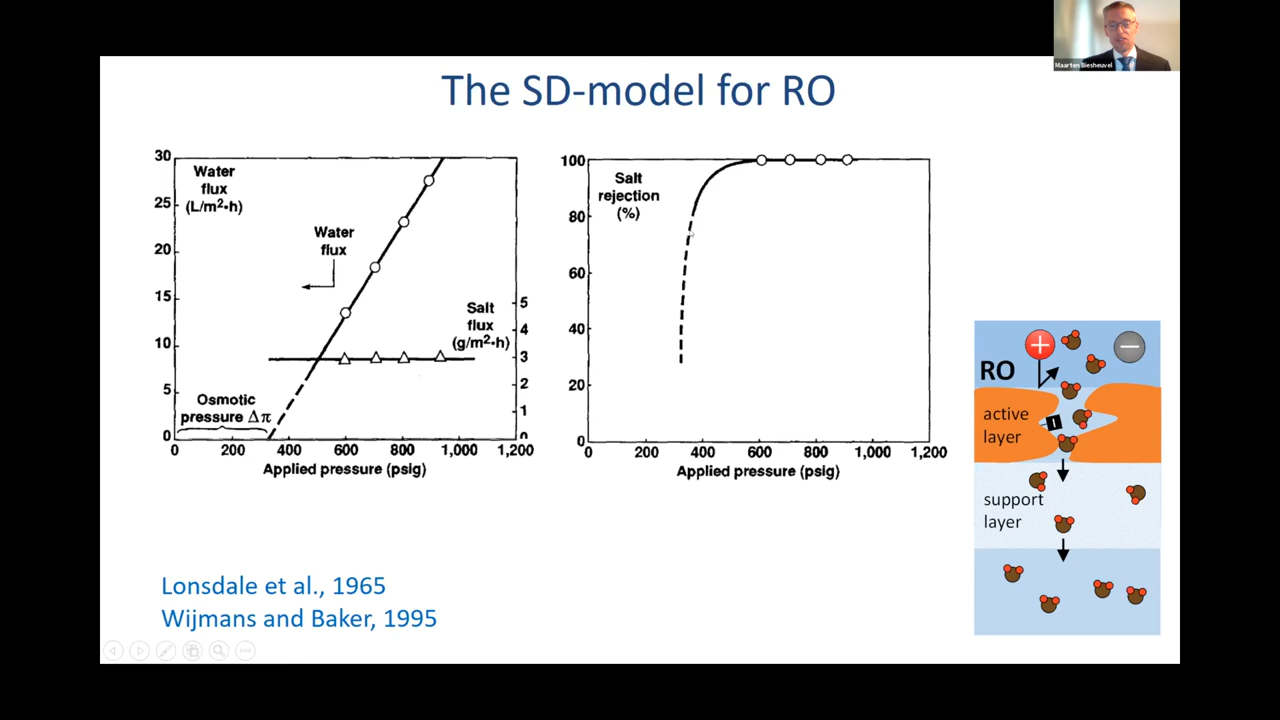 Maarten Biesheuvel
The SD-model for RO
30
25
20
15
10
5
0
Water
flux
(L/m²•h)
Water
flux
Salt
flux
(g/m²•h)
5
4
3
2
1
0
Osmotic
pressure Δπ
0 200 400 600 800 1,000 1,200
Applied pressure (psig)
100
80
60
40
20
0
Salt
rejection
(%)
0 200 400 600 800 1,000 1,200
Applied pressure (psig)
RO
+
−
active
layer
support
layer
Lonsdale et al., 1965
Wijmans and Baker, 1995